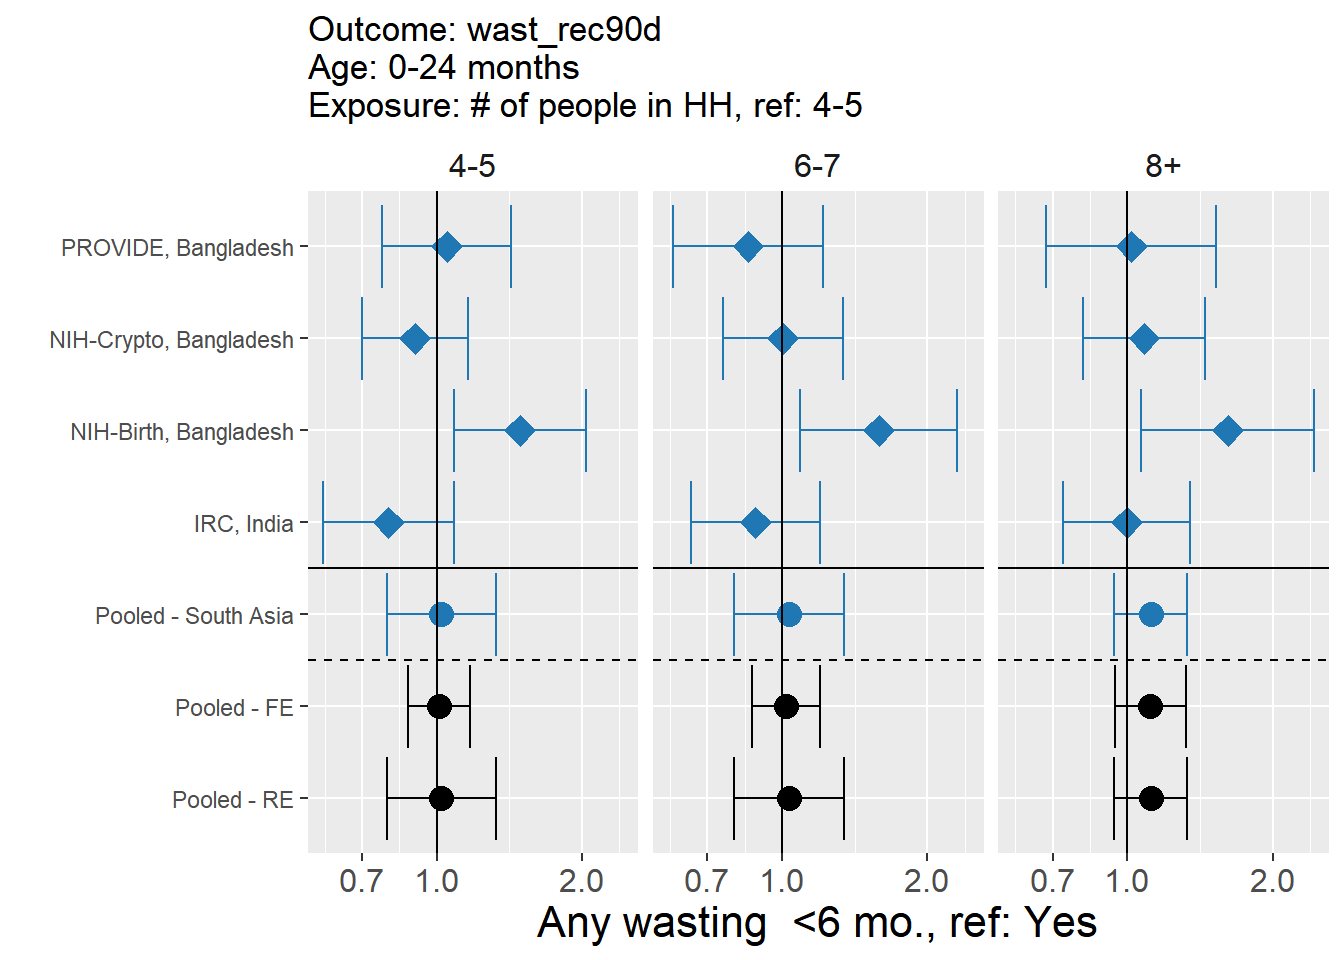 Outcome: wast_rec90d
Age: 0-24 months
Exposure: # of people in HH, ref: 4-5
4-5 6-7 8+
PROVIDE, Bangladesh
NIH-Crypto, Bangladesh
NIH-Birth, Bangladesh
IRC, India
Pooled - South Asia
Pooled - FE
Pooled - RE
0.7 1.0 2.0 0.7 1.0 2.0 0.7 1.0 2.0
Any wasting  <6 mo., ref: Yes